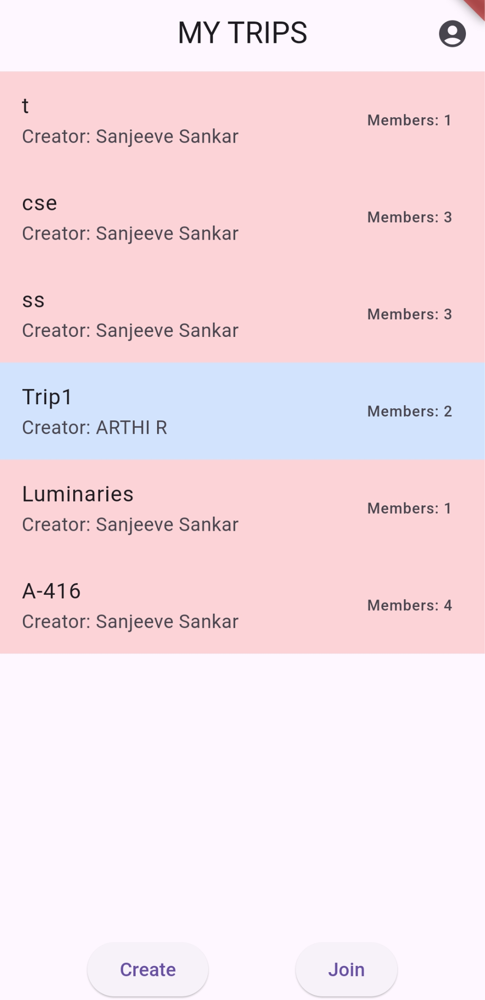 MY TRIPS
t
Creator: Sanjeeve Sankar
Members: 1
cse
Creator: Sanjeeve Sankar
Members: 3
ss
Creator: Sanjeeve Sankar
Members: 3
Trip1
Creator: ARTHI R
Members: 2
Luminaries
Creator: Sanjeeve Sankar
Members: 1
A-416
Creator: Sanjeeve Sankar
Members: 4
Create
Join